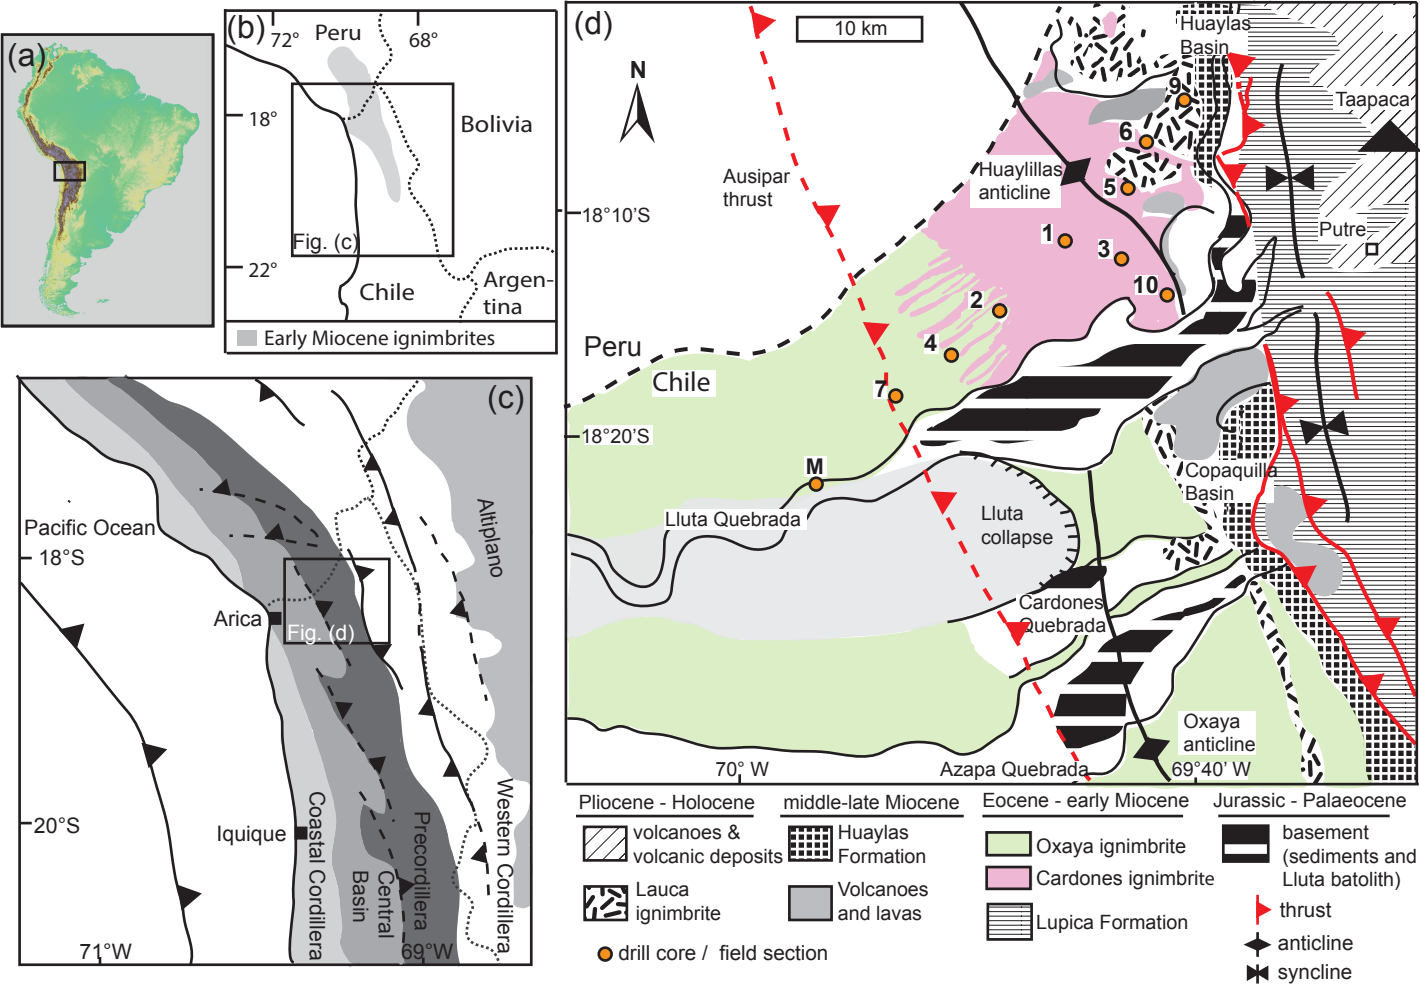 (a)
(b)
72°
68°
Peru
18°
Bolivia
Fig. (c)
22°
Chile
Argen-
tina
Early Miocene ignimbrites
(c)
Pacific Ocean
18°S
Altiplano
Arica
Fig. (d)
20°S
Iquique
Coastal Cordillera
Central
Basin
Precordillera
Western Cordillera
71°W
69°W
(d)
10 km
N
Huaylas
Basin
9
Taapaca
6
Ausipar
thrust
Huaylillas
anticline
5
18°10'S
1
3
Putre
10
2
Peru
4
Chile
7
18°20'S
M
Copaquilla
Basin
Lluta Quebrada
Lluta
collapse
Cardones
Quebrada
Oxaya
anticline
70° W
Azapa Quebrada
69°40' W
Pliocene - Holocene
volcanoes &
volcanic deposits
Lauca
ignimbrite
drill core / field section
middle-late Miocene
Huaylas
Formation
Volcanoes
and lavas
Eocene - early Miocene
Oxaya ignimbrite
Cardones ignimbrite
Lupica Formation
Jurassic - Palaeocene
basement
(sediments and
Lluta batolith)
thrust
anticline
syncline